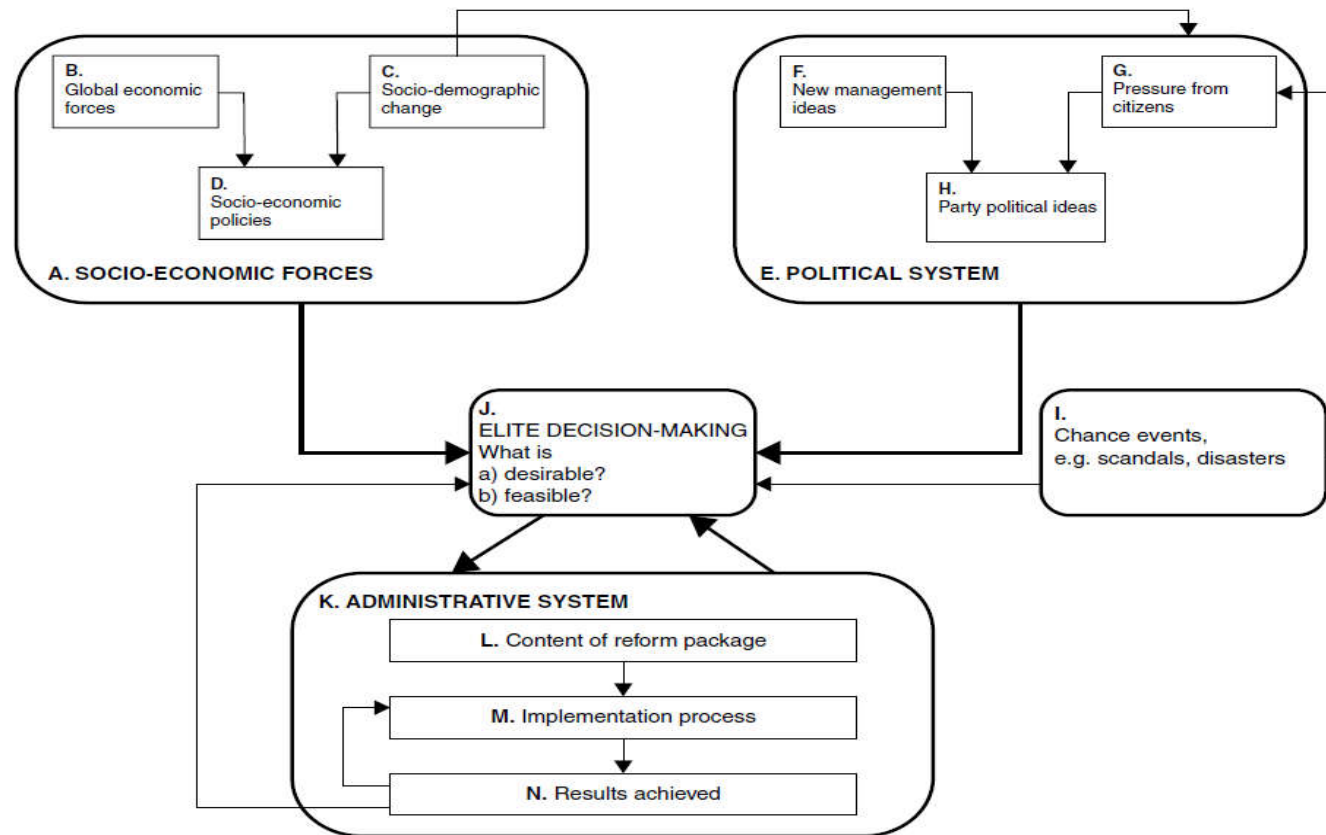 B.
Global economic
forces
C.
Socio-demographic
change
D.
Socio-economic
policies
A. SOCIO-ECONOMIC FORCES
F.
New management
ideas
G.
Pressure from
citizens
H.
Party political ideas
E. POLITICAL SYSTEM
J.
ELITE DECISION-MAKING
What is
a) desirable?
b) feasible?
I.
Chance events,
e.g. scandals, disasters
K. ADMINISTRATIVE SYSTEM
L. Content of reform package
M. Implementation process
N. Results achieved